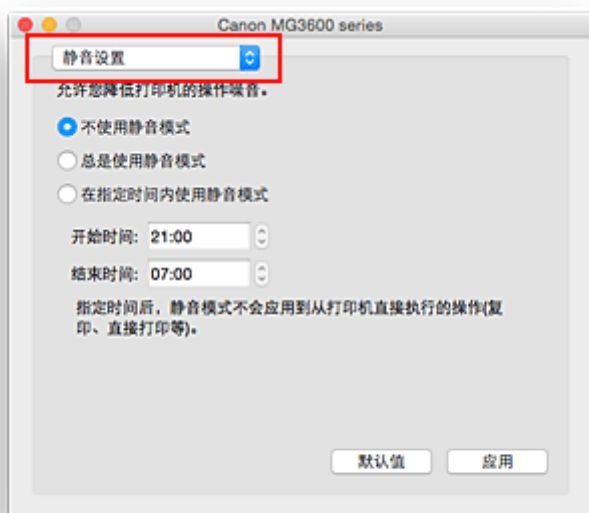 Canon MG3600 series
静音设置
允许您降低打印机的操作噪音。
不使用静音模式
总是使用静音模式
在指定时间内使用静音模式
开始时间: 21:00
结束时间: 07:00
指定时间后，静音模式不会应用到从打印机直接执行的操作(复
印、直接打印等)。
默认值 应用